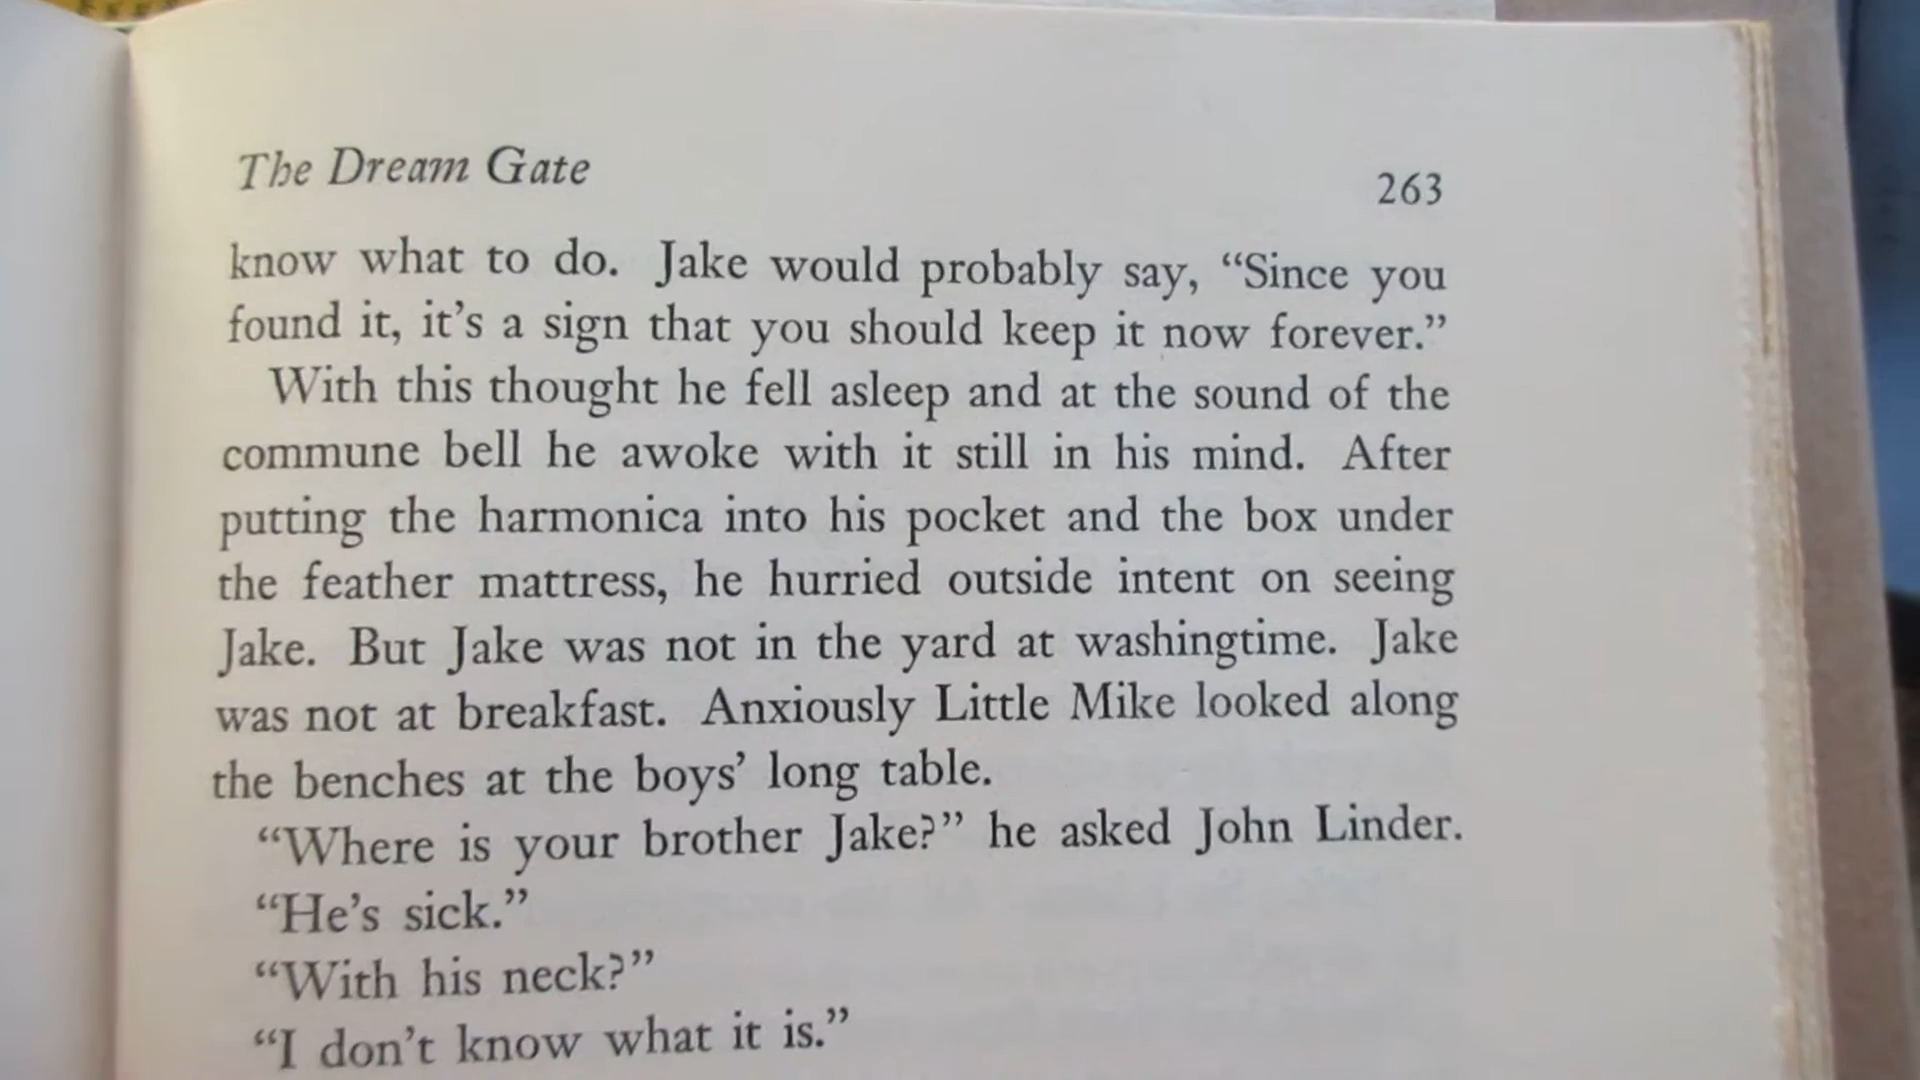 The Dream Gate 263
know what to do. Jake would probably say, “Since you
found it, it’s a sign that you should keep it now forever.”
With this thought he fell asleep and at the sound of the
commune bell he awoke with it still in his mind. After
putting the harmonica into his pocket and the box under
the feather mattress, he hurried outside intent on seeing
Jake. But Jake was not in the yard at washingtime. Jake
was not at breakfast. Anxiously Little Mike looked along
the benches at the boys’ long table.
“Where is your brother Jake?” he asked John Linder.
“He’s sick.”
“With his neck?”
“I don’t know what it is.”